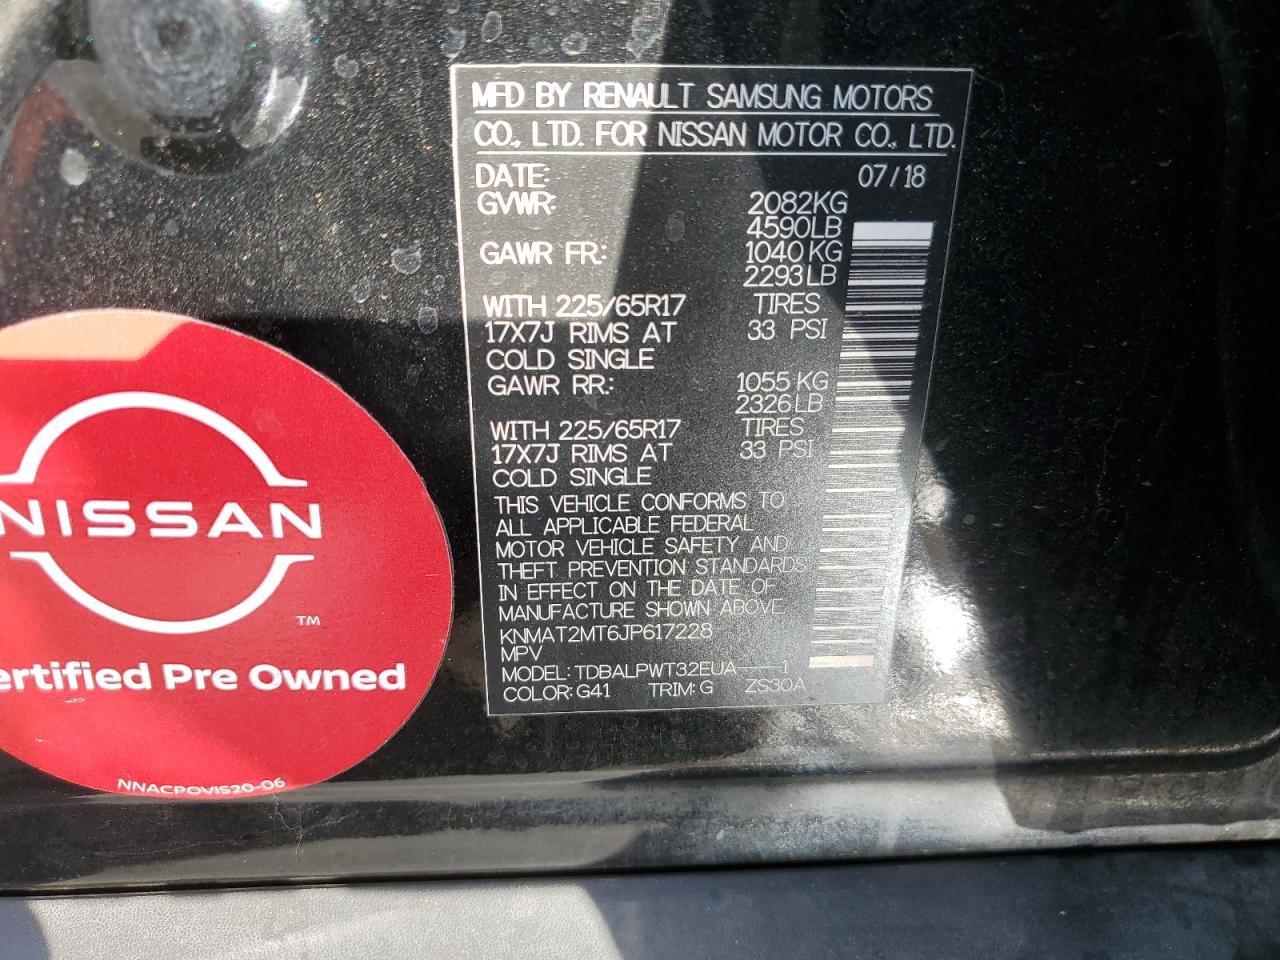 MFD BY RENAULT SAMSUNG MOTORS
CO., LTD. FOR NISSAN MOTOR CO., LTD.
DATE: 07/18
GVWR: 2082KG
4590LB
GAWR FR.: 1040KG
2293LB
WITH 225/65R17 TIRES
17X7J RIMS AT 33 PSI
COLD SINGLE
GAWR RR.: 1055KG
2326LB
WITH 225/65R17 TIRES
17X7J RIMS AT 33 PSI
COLD SINGLE
THIS VEHICLE CONFORMS TO
ALL APPLICABLE FEDERAL
MOTOR VEHICLE SAFETY AND
THEFT PREVENTION STANDARDS
IN EFFECT ON THE DATE OF
MANUFACTURE SHOWN ABOVE.
KNMAT2MT6JP617228
MPV
MODEL: TDBALPWT32EUA-----1
COLOR: G41 TRIM: G ZS30A
NISSAN
TM
ertified Pre Owned
NNACPOVIS20-06